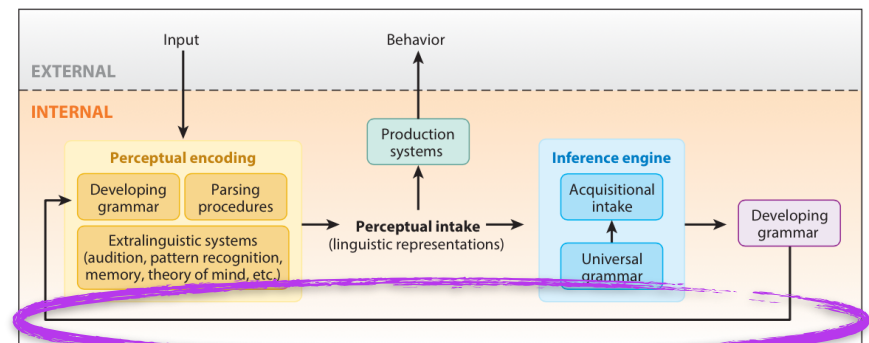 Input
Behavior
EXTERNAL
INTERNAL
Production
systems
Perceptual encoding
Developing
grammar
Parsing
procedures
Extralinguistic systems
(audition, pattern recognition,
memory, theory of mind, etc.)
Perceptual intake
(linguistic representations)
Inference engine
Acquisitional
intake
Universal
grammar
Developing
grammar